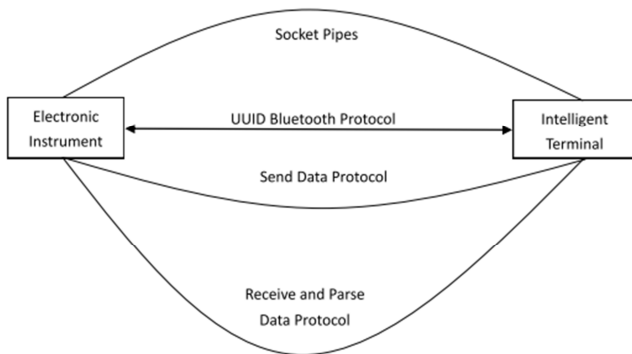 Socket Pipes
Electronic
Instrument
UUID Bluetooth Protocol
Intelligent
Terminal
Send Data Protocol
Receive and Parse
Data Protocol